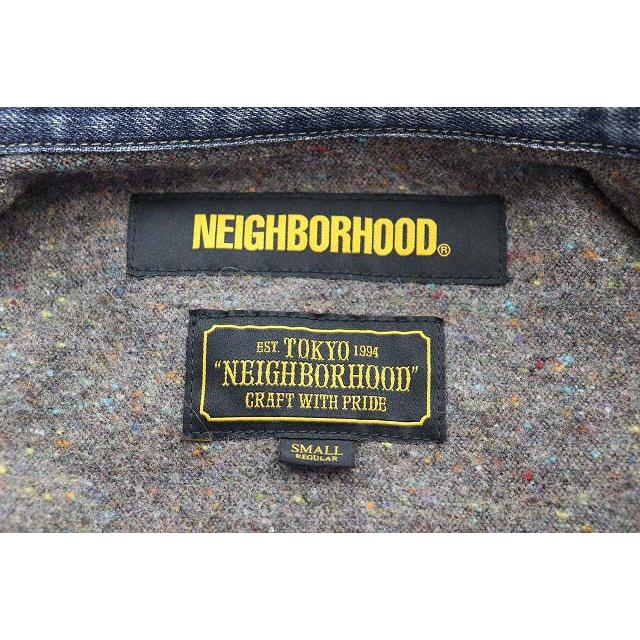 NEIGHBORHOOD®
EST. TOKYO 1994
"NEIGHBORHOOD"
CRAFT WITH PRIDE
SMALL
REGULAR